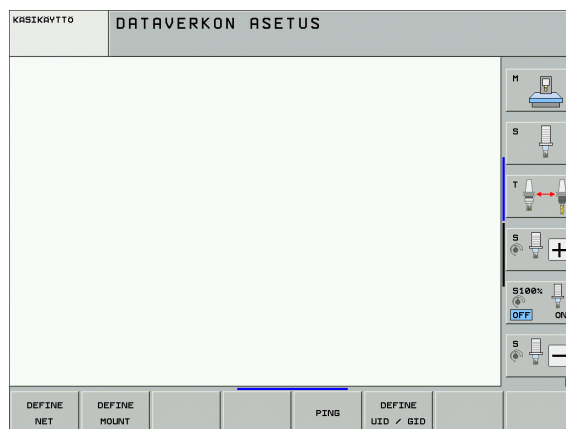 KASIKAYTTÖ
DATAVERKON ASETUS
M
S
T
S
+
S100%
OFF ON
S
−
DEFINE NET
DEFINE MOUNT
PING
DEFINE UID / GID